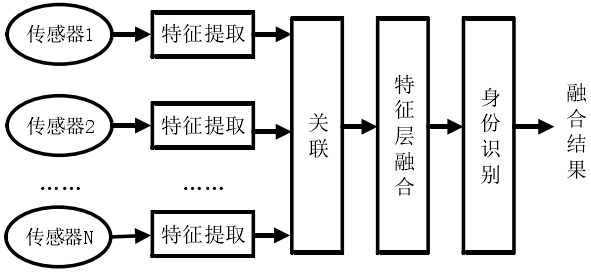 传感器1
特征提取
传感器2
特征提取
……
……
传感器N
特征提取
关联
特征层融合
身份识别
融合结果